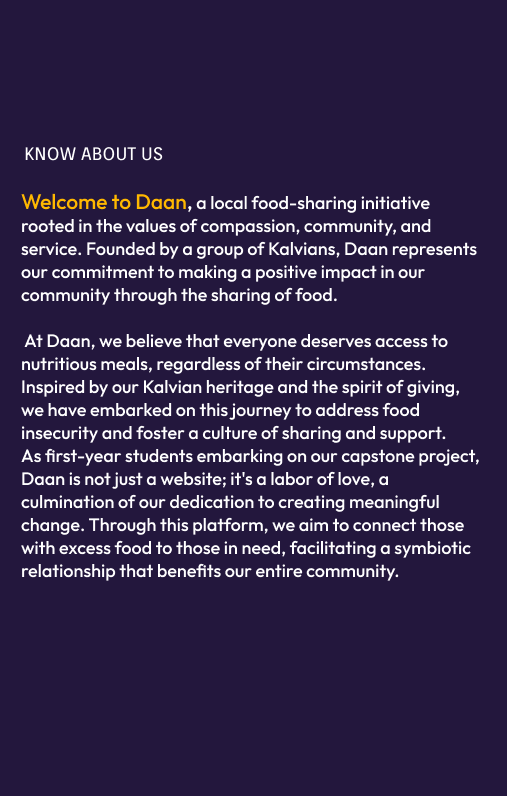 KNOW ABOUT US
Welcome to Daan, a local food-sharing initiative
rooted in the values of compassion, community, and
service. Founded by a group of Kalvians, Daan represents
our commitment to making a positive impact in our
community through the sharing of food.
At Daan, we believe that everyone deserves access to
nutritious meals, regardless of their circumstances.
Inspired by our Kalvian heritage and the spirit of giving,
we have embarked on this journey to address food
insecurity and foster a culture of sharing and support.
As first-year students embarking on our capstone project,
Daan is not just a website; it's a labor of love, a
culmination of our dedication to creating meaningful
change. Through this platform, we aim to connect those
with excess food to those in need, facilitating a symbiotic
relationship that benefits our entire community.